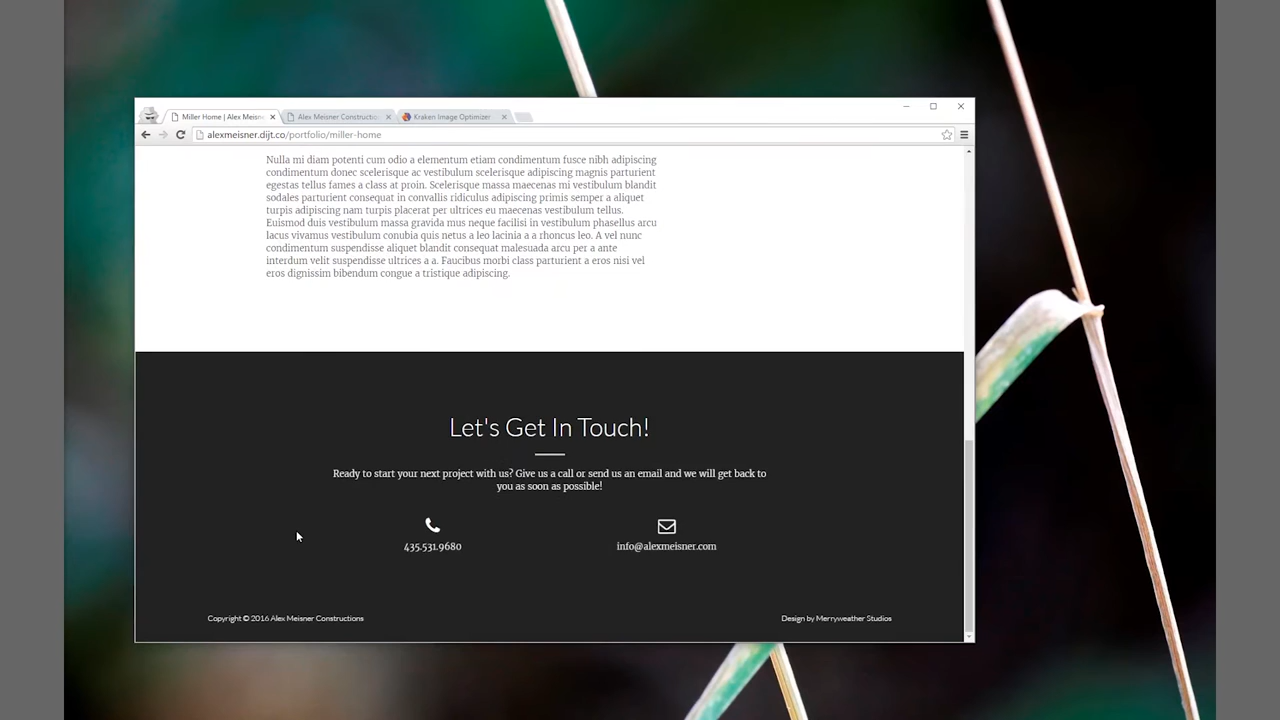 Miller Home | Alex Meisn
Alex Meisner Constructio
Kraken Image Optimizer
alexmeisner.dijt.co/portfolio/miller-home
Nulla mi diam potenti cum odio a elementum etiam condimentum fusce nibh adipiscing
condimentum donec scelerisque ac vestibulum scelerisque adipiscing magnis parturient
egestas tellus fames a class at proin. Scelerisque massa maecenas mi vestibulum blandit
sodales parturient consequat in convallis ridiculus adipiscing primis semper a aliquet
turpis adipiscing nam turpis placerat per ultrices eu maecenas vestibulum tellus.
Euismod duis vestibulum massa gravida mus neque facilisi in vestibulum phasellus arcu
lacus vivamus vestibulum conubia quis netus a leo lacinia a a rhoncus leo. A vel nunc
condimentum suspendisse aliquet blandit consequat malesuada arcu per a ante
interdum velit suspendisse ultrices a a. Faucibus morbi class parturient a eros nisi vel
eros dignissim bibendum congue a tristique adipiscing.
Let's Get In Touch!
Ready to start your next project with us? Give us a call or send us an email and we will get back to
you as soon as possible!
435.531.9680
info@alexmeisner.com
Copyright © 2016 Alex Meisner Constructions
Design by Merryweather Studios